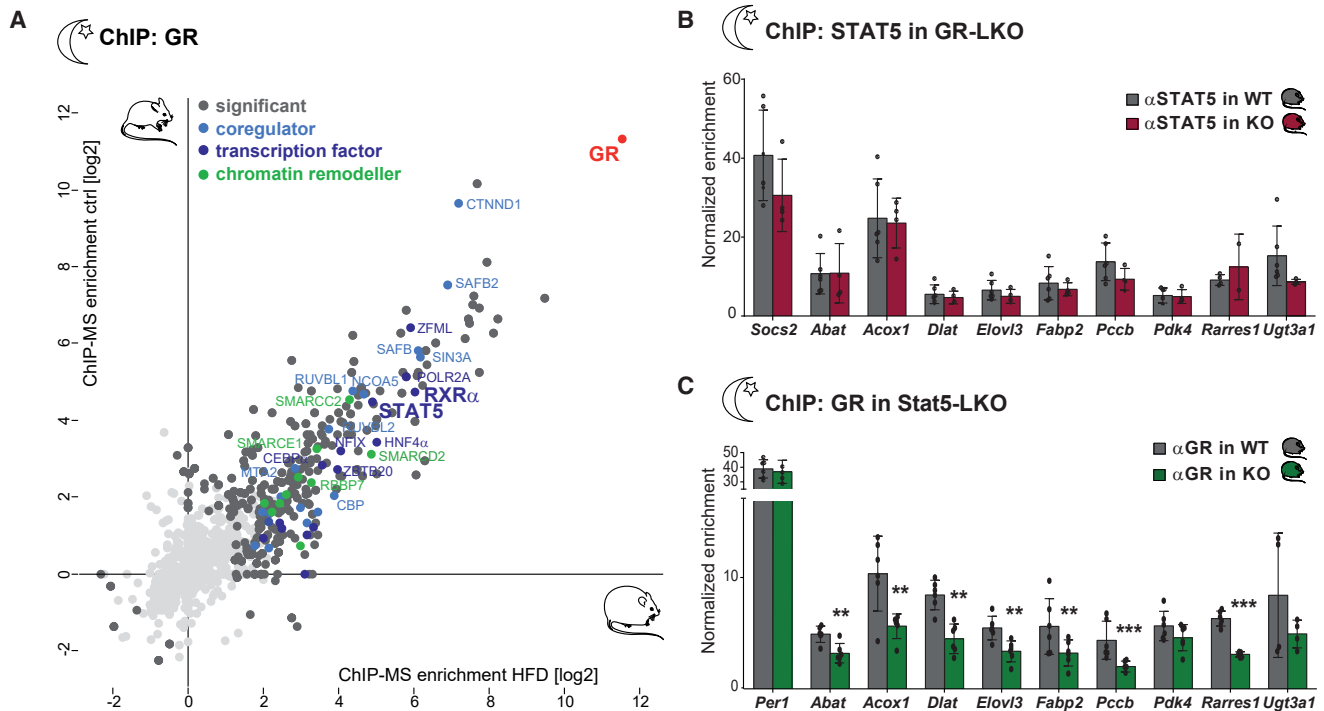 A
ChIP: GR
significant
coregulator
transcription factor
chromatin remodeller
ChIP-MS enrichment ctrl [log2]
12
10
8
6
4
2
0
-2
GR
CTNND1
SAFB2
ZFML
SAFB
SIN3A
RUVBL1
NCOA5
POLR2A
RXRα
SMARCC2
STAT5
RUVBL2
SMARCE1
NFIX
HNF4α
SMARCD2
MTA2
ZBTB20
RBBP7
CBP
ChIP-MS enrichment HFD [log2]
-2 0 2 4 6 8 10 12
B
ChIP: STAT5 in GR-LKO
αSTAT5 in WT
αSTAT5 in KO
Normalized enrichment
60
40
20
0
Socs2 Abat Acox1 Dlat Elovl3 Fabp2 Pccb Pdk4 Rarres1 Ugt3a1
C
ChIP: GR in Stat5-LKO
αGR in WT
αGR in KO
Normalized enrichment
50
40
30
10
0
** ** ** ** ** *** ***
Per1 Abat Acox1 Dlat Elovl3 Fabp2 Pccb Pdk4 Rarres1 Ugt3a1